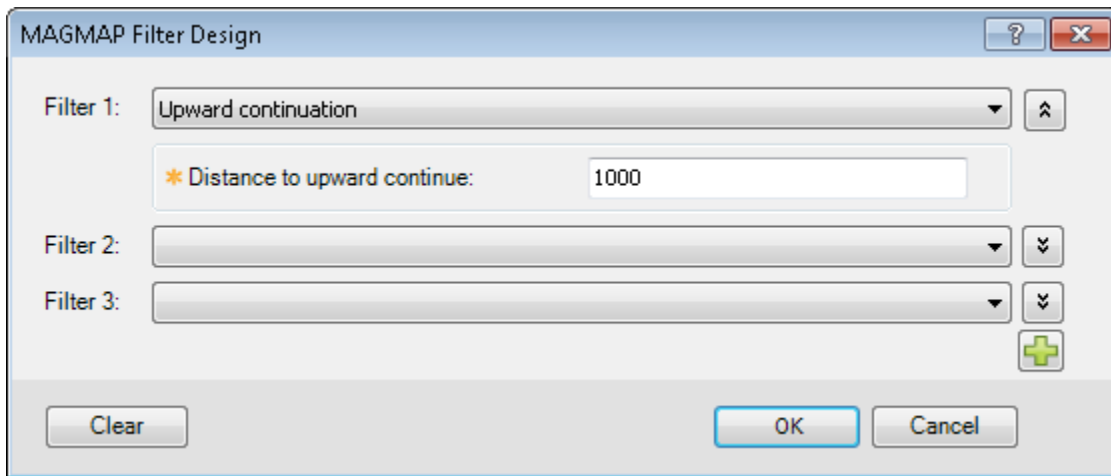 MAGMAP Filter Design
?
Filter 1: Upward continuation
* Distance to upward continue: 1000
Filter 2:
Filter 3:
Clear OK Cancel